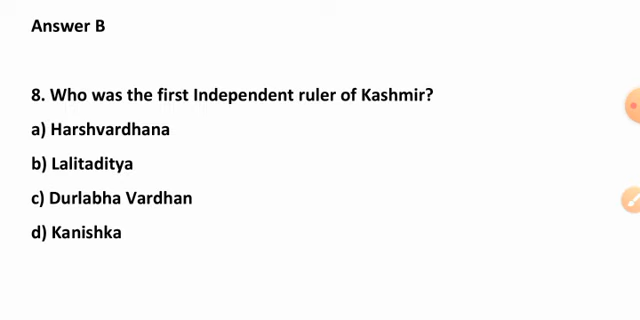 Answer B
8. Who was the first Independent ruler of Kashmir?
a) Harshvardhana
b) Lalitaditya
c) Durlabha Vardhan
d) Kanishka